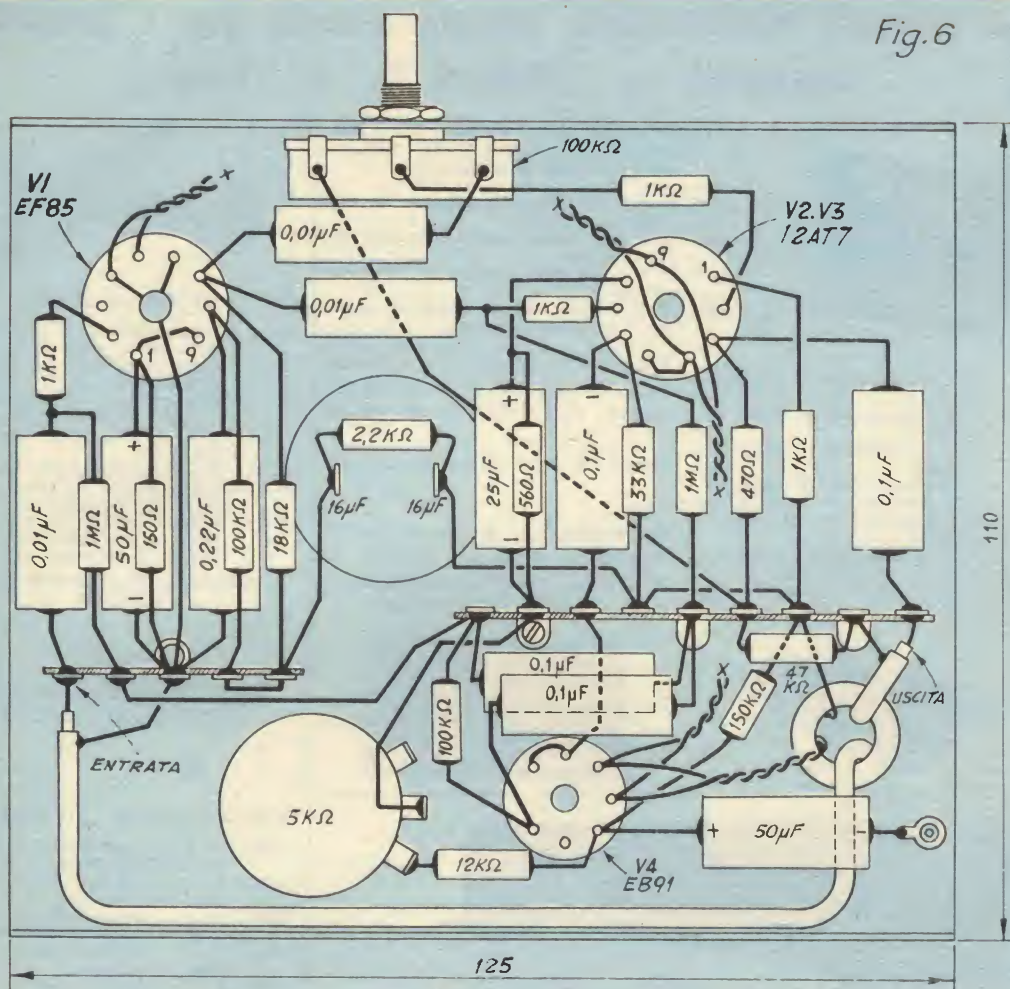 Fig.6
100KΩ
V1
EF85
0,01µF
1KΩ
V2.V3
12AT7
X
X
9
1
0,01µF
1KΩ
1KΩ
1
9
2,2KΩ
16µF
16µF
0,01µF
1MΩ
+
50µF
−
150Ω
0,22µF
100KΩ
18KΩ
+
25µF
−
560Ω
−
0,1µF
33KΩ
1MΩ
X
470Ω
1KΩ
0,1µF
110
0,1µF
0,1µF
X
100KΩ
150KΩ
47
KΩ
USCITA
ENTRATA
5KΩ
12KΩ
V4
EB91
+
50µF
−
125